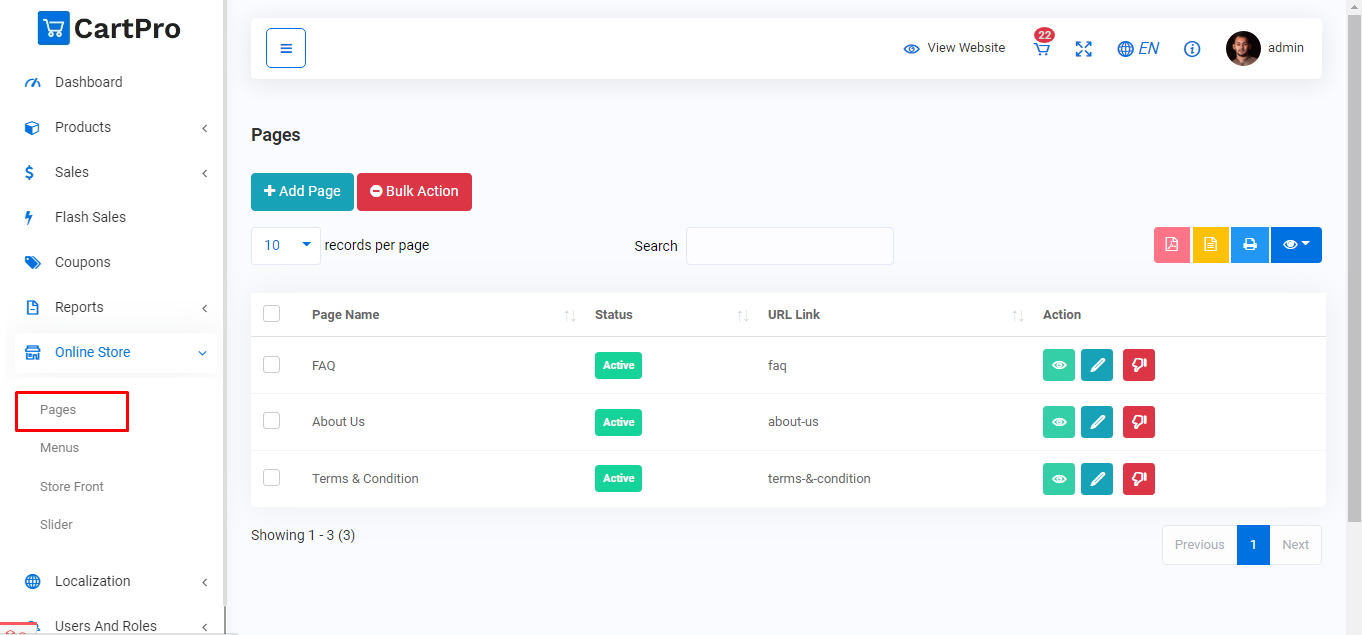 CartPro
Dashboard
Products
Sales
Flash Sales
Coupons
Reports
Online Store
Pages
Menus
Store Front
Slider
Localization
Users And Roles
View Website
22
EN
admin
Pages
Add Page
Bulk Action
10 records per page
Search
Page Name Status URL Link Action
FAQ Active faq
About Us Active about-us
Terms & Condition Active terms-&-condition
Showing 1 - 3 (3)
Previous 1 Next